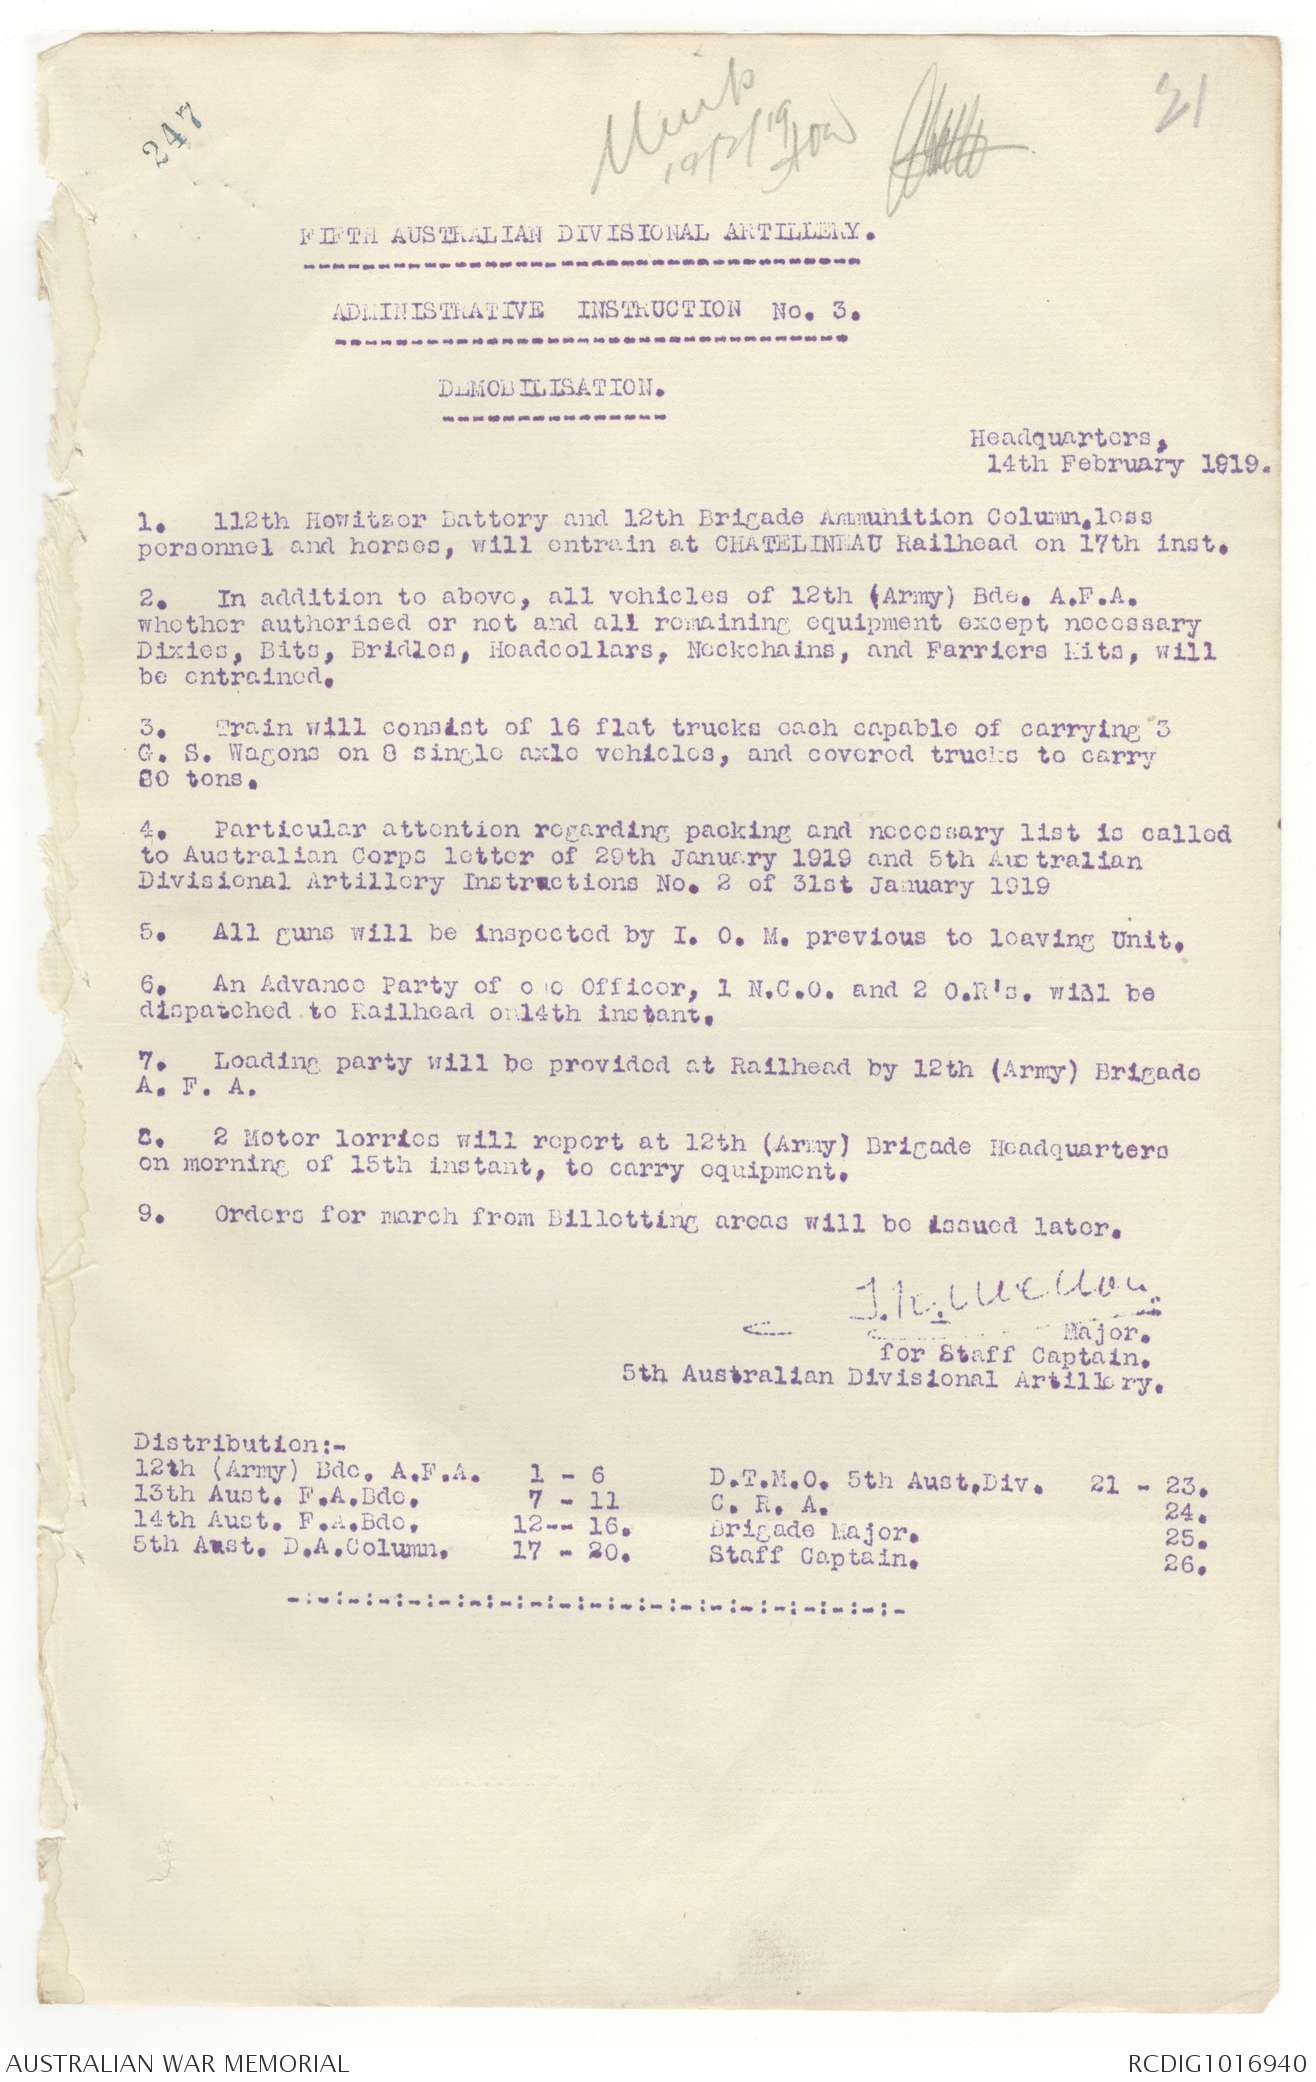 247
21
FIFTH AUSTRALIAN DIVISIONAL ARTILLERY.
ADMINISTRATIVE INSTRUCTION No. 3.
DEMOBILISATION.
Headquarters,
14th February 1919.
1. 112th Howitzer Battery and 12th Brigade Ammunition Column,less
personnel and horses, will entrain at CHATELINEAU Railhead on 17th inst.
2. In addition to above, all vehicles of 12th (Army) Bde. A.F.A.
whether authorised or not and all remaining equipment except necessary
Dixies, Bits, Bridles, Headcollars, Neckchains, and Farriers Kits, will
be entrained.
3. Train will consist of 16 flat trucks each capable of carrying 3
G. S. Wagons on 8 single axle vehicles, and covered trucks to carry
80 tons.
4. Particular attention regarding packing and necessary list is called
to Australian Corps letter of 29th January 1919 and 5th Australian
Divisional Artillery Instructions No. 2 of 31st January 1919
5. All guns will be inspected by I. O. M. previous to leaving Unit.
6. An Advance Party of one Officer, 1 N.C.O. and 2 O.R's. will be
dispatched to Railhead on14th instant.
7. Loading party will be provided at Railhead by 12th (Army) Brigade
A. F. A.
8. 2 Motor lorries will report at 12th (Army) Brigade Headquarters
on morning of 15th instant, to carry equipment.
9. Orders for march from Billetting areas will be issued later.
Major.
for Staff Captain.
5th Australian Divisional Artillery.
Distribution:-
12th (Army) Bde. A.F.A. 1 - 6
13th Aust. F.A.Bde. 7 - 11
14th Aust. F.A.Bde. 12-- 16.
5th Aust. D.A.Column. 17 - 20.
D.T.M.O. 5th Aust.Div. 21 - 23.
C. R. A. 24.
Brigade Major. 25.
Staff Captain. 26.
-:-:-:-:-:-:-:-:-:-:-:-:-:-:-:-:-:-:-:-:-
AUSTRALIAN WAR MEMORIAL
RCDIG1016940